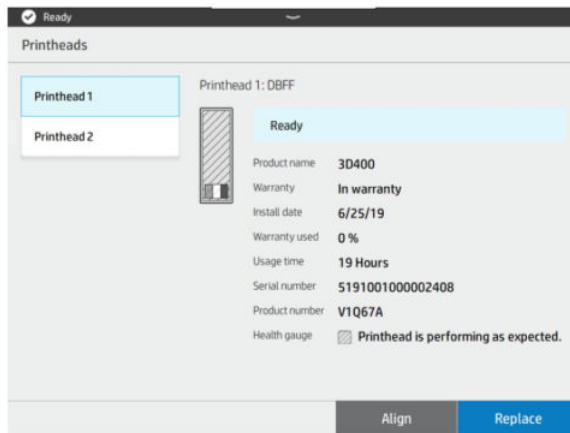 Ready
Printheads
Printhead 1
Printhead 2
Printhead 1: DBFF
Ready
Product name 3D400
Warranty In warranty
Install date 6/25/19
Warranty used 0 %
Usage time 19 Hours
Serial number 5191001000002408
Product number V1Q67A
Health gauge Printhead is performing as expected.
Align Replace